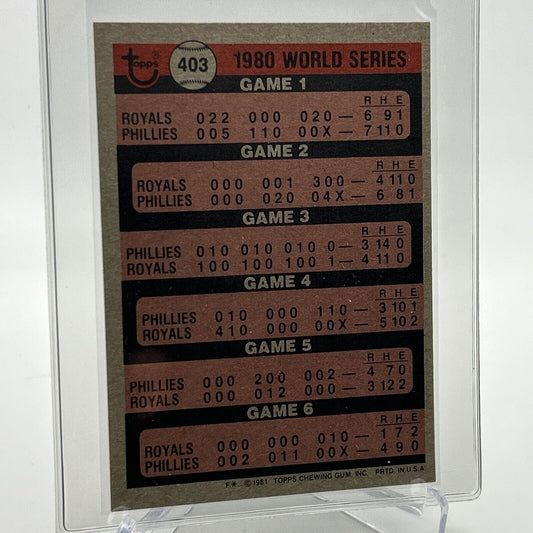 Topps ® 403 1980 WORLD SERIES
GAME 1
R H E
ROYALS 022 000 020 — 6 9 1
PHILLIES 005 110 00X — 7 11 0
GAME 2
R H E
ROYALS 000 001 300 — 4 11 0
PHILLIES 000 020 04X — 6 8 1
GAME 3
R H E
PHILLIES 010 010 010 0 — 3 14 0
ROYALS 100 100 100 1 — 4 11 0
GAME 4
R H E
PHILLIES 010 000 110 — 3 10 1
ROYALS 410 000 00X — 5 10 2
GAME 5
R H E
PHILLIES 000 200 002 — 4 7 0
ROYALS 000 012 000 — 3 12 2
GAME 6
R H E
ROYALS 000 000 010 — 1 7 2
PHILLIES 002 011 00X — 4 9 0
F* © 1981 TOPPS CHEWING GUM, INC. PRTD. IN U.S.A